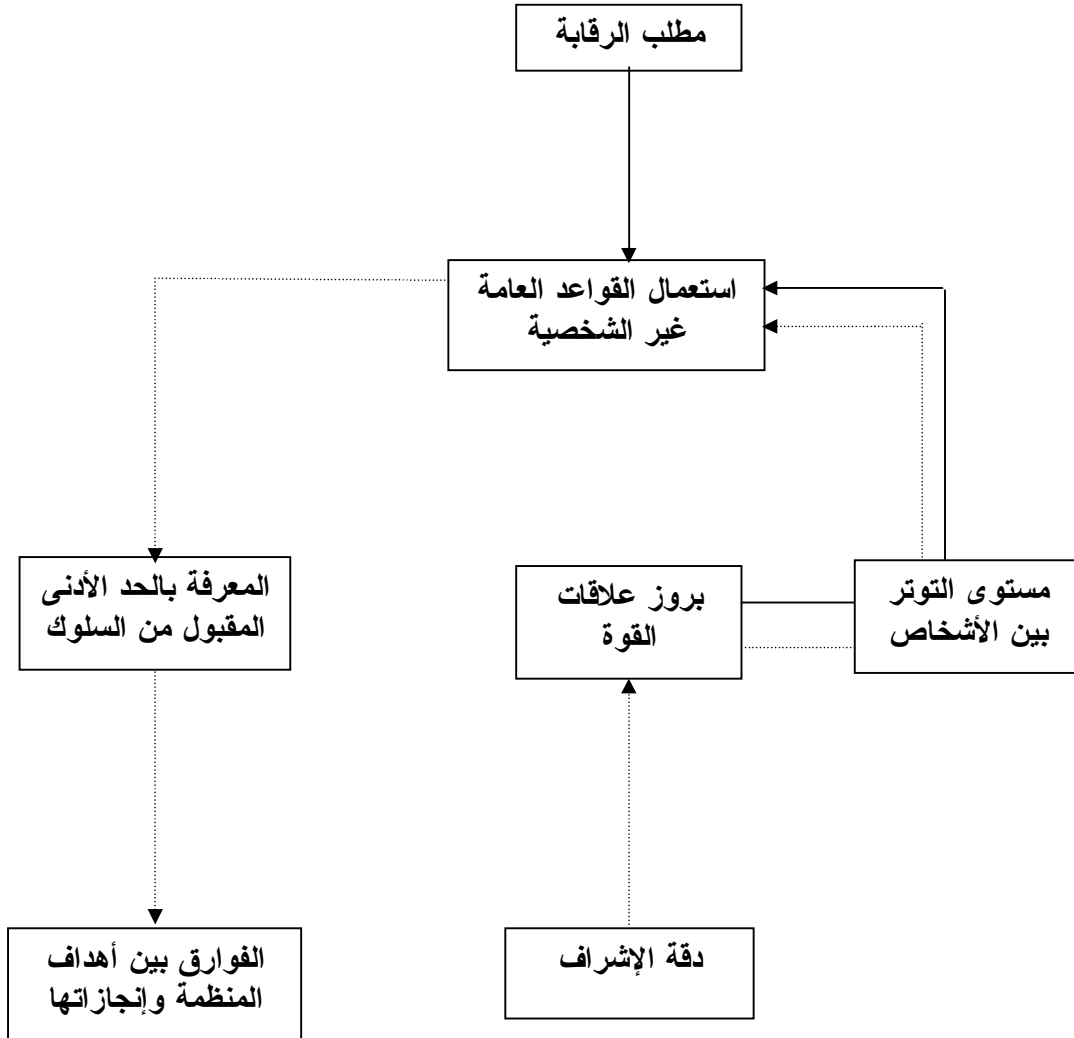 مطلب الرقابة
استعمال القواعد العامة
غير الشخصية
مستوى التوتر
بين الأشخاص
بروز علاقات
القوة
المعرفة بالحد الأدنى
المقبول من السلوك
دقة الإشراف
الفوارق بين أهداف
المنظمة وإنجازاتها